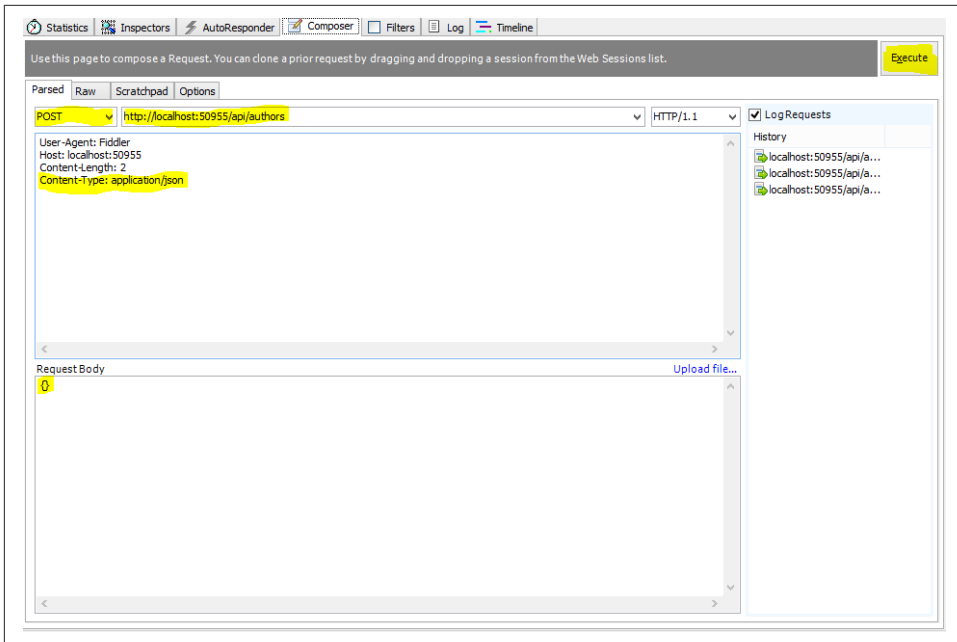 Statistics Inspectors AutoResponder Composer Filters Log Timeline
Use this page to compose a Request. You can clone a prior request by dragging and dropping a session from the Web Sessions list.
Execute
Parsed Raw Scratchpad Options
POST http://localhost:50955/api/authors HTTP/1.1
Log Requests
User-Agent: Fiddler
Host: localhost:50955
Content-Length: 2
Content-Type: application/json
History
localhost:50955/api/a...
localhost:50955/api/a...
localhost:50955/api/a...
Request Body Upload file...
{}